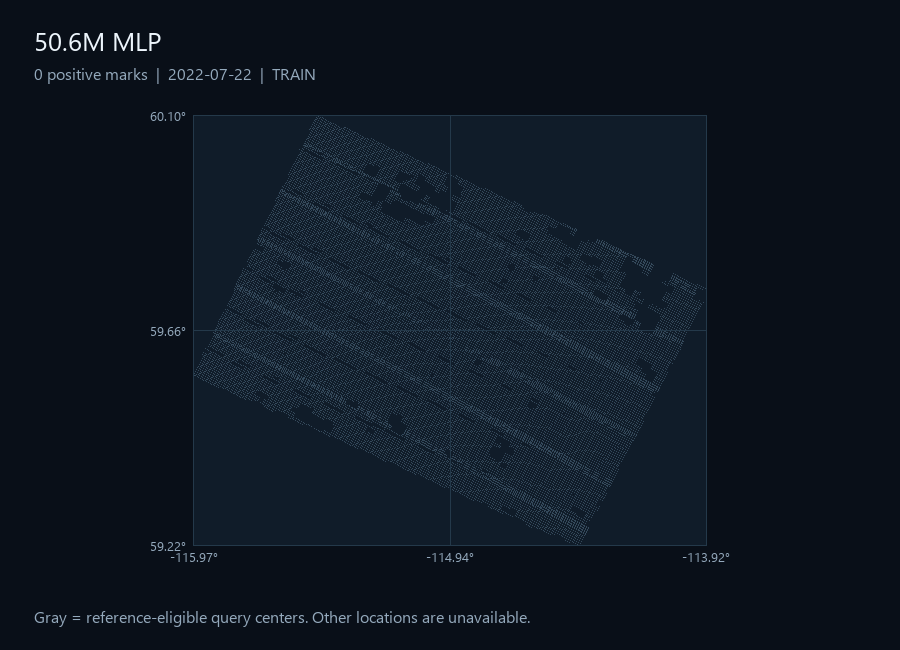 50.6M MLP
0 positive marks | 2022-07-22 | TRAIN
60.10°
59.66°
59.22°
-115.97°
-114.94°
-113.92°
Gray = reference-eligible query centers. Other locations are unavailable.